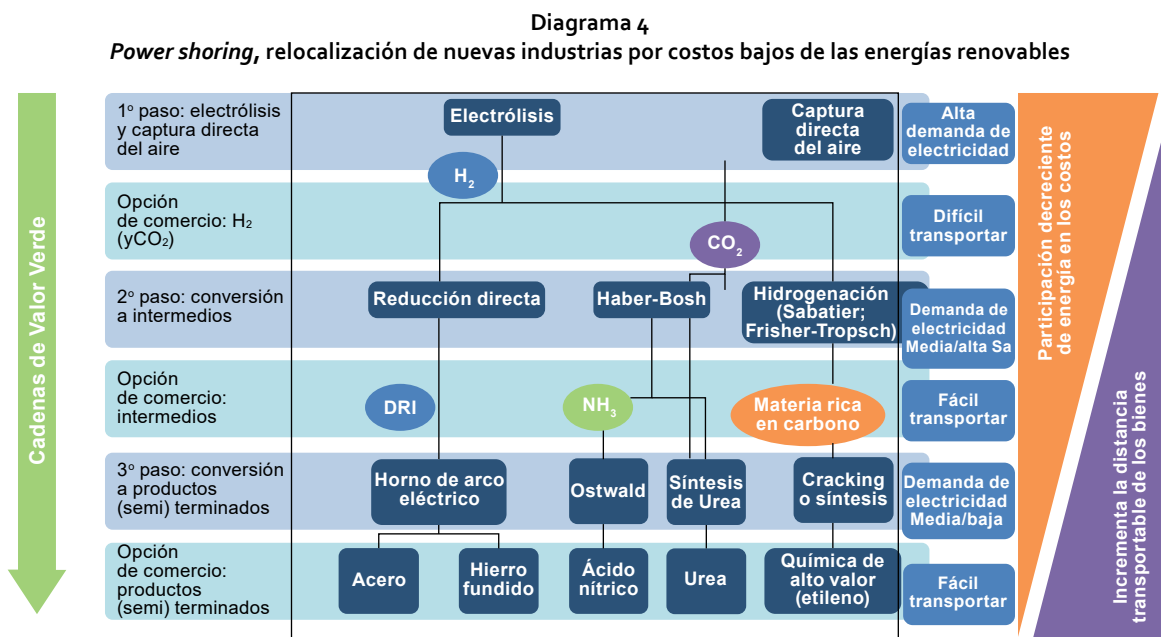 Diagrama 4
Power shoring, relocalización de nuevas industrias por costos bajos de las energías renovables
Cadenas de Valor Verde
1º paso: electrólisis
y captura directa
del aire
Electrólisis
Captura
directa
del aire
Alta
demanda de
electricidad
H₂
Opción
de comercio: H₂
(yCO₂)
CO₂
Difícil
transportar
2º paso: conversión
a intermedios
Reducción directa
Haber-Bosh
Hidrogenación
(Sabatier;
Frisher-Tropsch)
Demanda de
electricidad
Media/alta Sa
Opción
de comercio:
intermedios
DRI
NH₃
Materia rica
en carbono
Fácil
transportar
3º paso: conversión
a productos
(semi) terminados
Horno de arco
eléctrico
Ostwald
Síntesis
de Urea
Cracking
o síntesis
Demanda de
electricidad
Media/baja
Opción
de comercio:
productos
(semi) terminados
Acero
Hierro
fundido
Ácido
nítrico
Urea
Química de
alto valor
(etileno)
Fácil
transportar
Participación decreciente
de energía en los costos
Incrementa la distancia
transportable de los bienes